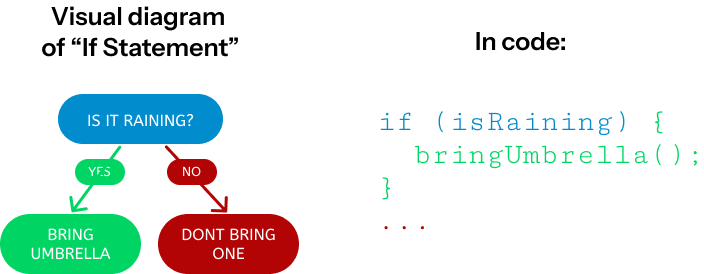 Visual diagram
of “If Statement”
IS IT RAINING?
YES
NO
BRING
UMBRELLA
DONT BRING
ONE
In code:
if (isRaining) {
bringUmbrella();
}
...